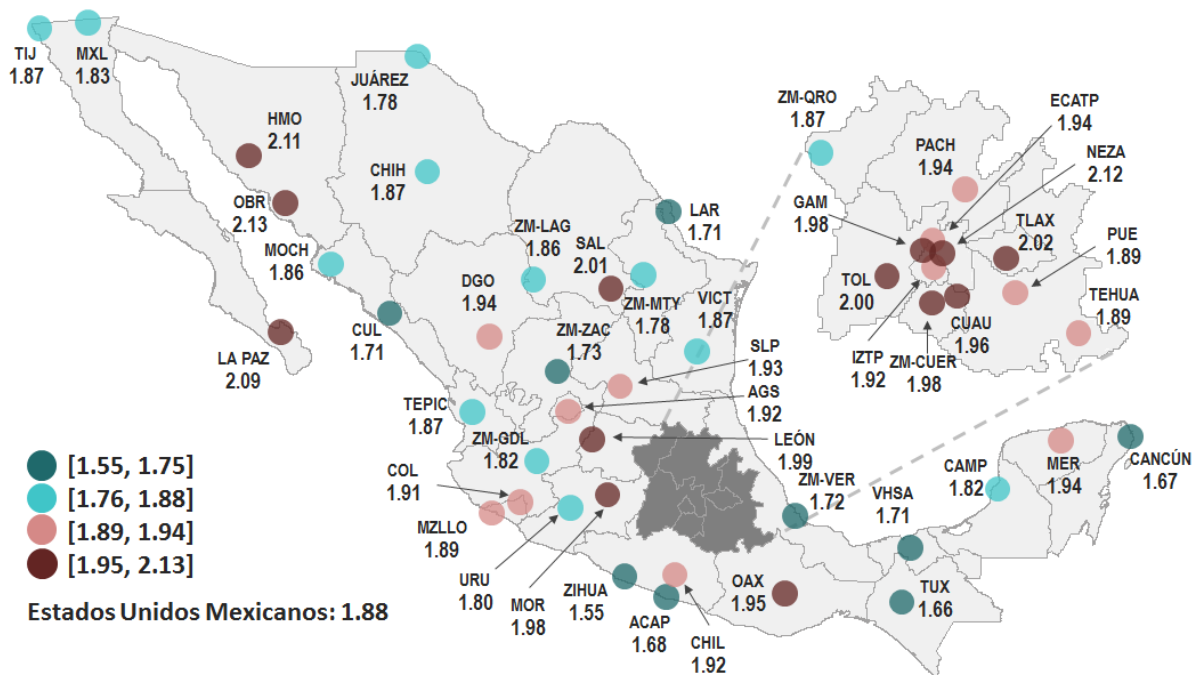 TIJ
1.87
MXL
1.83
JUÁREZ
1.78
HMO
2.11
CHIH
1.87
OBR
2.13
MOCH
1.86
LA PAZ
2.09
CUL
1.71
DGO
1.94
ZM-LAG
1.86
SAL
2.01
LAR
1.71
ZM-MTY
1.78
VICT
1.87
ZM-ZAC
1.73
SLP
1.93
AGS
1.92
LEÓN
1.99
TEPIC
1.87
ZM-GDL
1.82
COL
1.91
MZLLO
1.89
URU
1.80
MOR
1.98
ZIHUA
1.55
ACAP
1.68
CHIL
1.92
OAX
1.95
ZM-VER
1.72
VHSA
1.71
TUX
1.66
CAMP
1.82
MER
1.94
CANCÚN
1.67
ZM-QRO
1.87
PACH
1.94
ECATP
1.94
NEZA
2.12
GAM
1.98
TLAX
2.02
PUE
1.89
TEHUA
1.89
TOL
2.00
IZTP
1.92
ZM-CUER
1.98
CUAU
1.96
[1.55, 1.75]
[1.76, 1.88]
[1.89, 1.94]
[1.95, 2.13]
Estados Unidos Mexicanos: 1.88